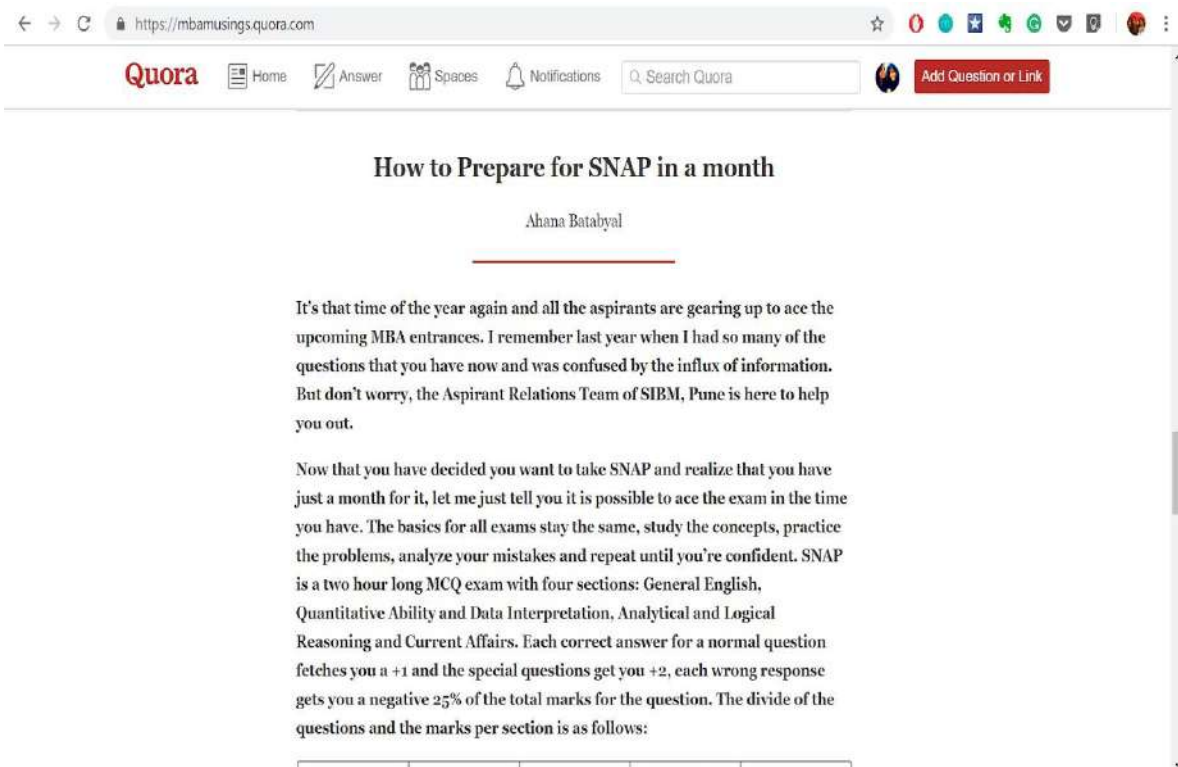 https://mbamusings.quora.com
Quora Home Answer Spaces Notifications Search Quora Add Question or Link
How to Prepare for SNAP in a month
Ahana Batabyal
It's that time of the year again and all the aspirants are gearing up to ace the
upcoming MBA entrances. I remember last year when I had so many of the
questions that you have now and was confused by the influx of information.
But don't worry, the Aspirant Relations Team of SIBM, Pune is here to help
you out.
Now that you have decided you want to take SNAP and realize that you have
just a month for it, let me just tell you it is possible to ace the exam in the time
you have. The basics for all exams stay the same, study the concepts, practice
the problems, analyze your mistakes and repeat until you're confident. SNAP
is a two hour long MCQ exam with four sections: General English,
Quantitative Ability and Data Interpretation, Analytical and Logical
Reasoning and Current Affairs. Each correct answer for a normal question
fetches you a +1 and the special questions get you +2, each wrong response
gets you a negative 25% of the total marks for the question. The divide of the
questions and the marks per section is as follows: